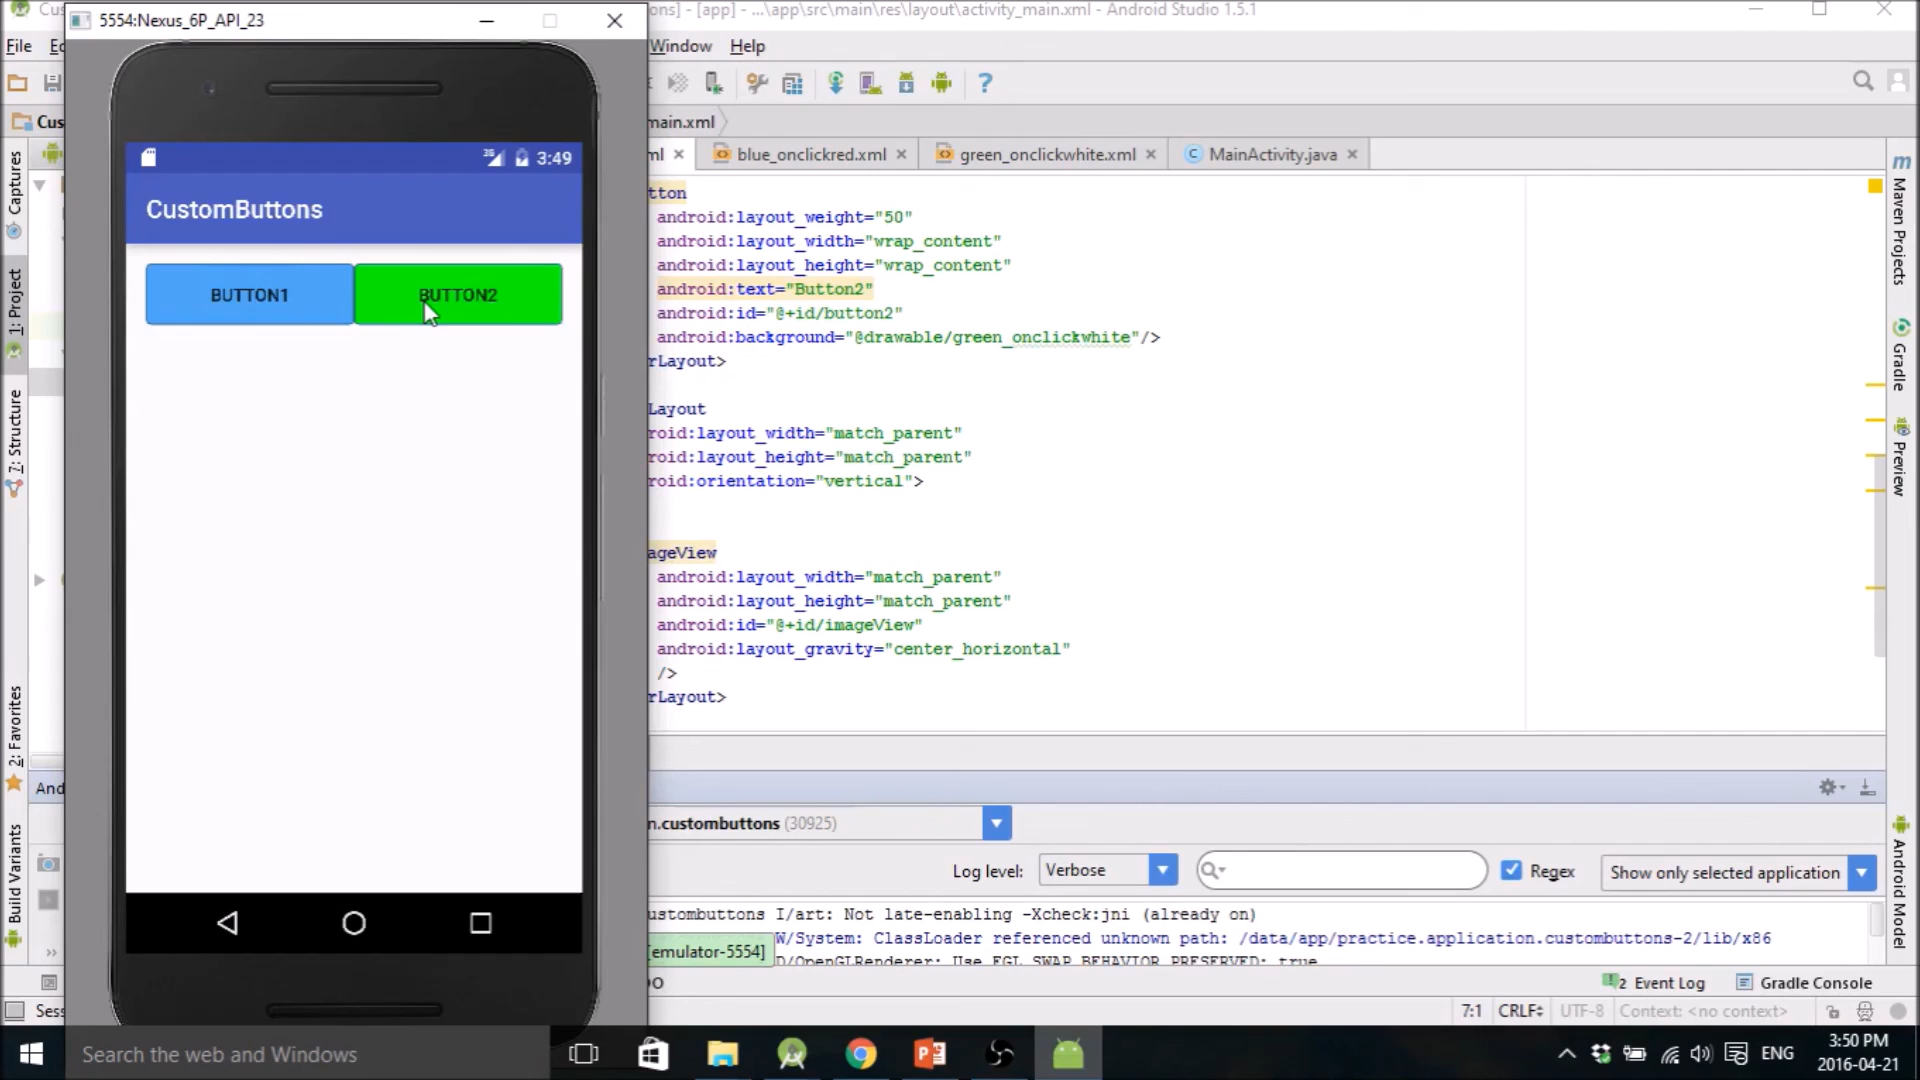 5554:Nexus_6P_API_23
ons] - [app] - ...\app\src\main\res\layout\activity_main.xml - Android Studio 1.5.1
File
Window Help
main.xml
Captures
1: Project
7: Structure
2: Favorites
Build Variants
3:49
CustomButtons
BUTTON1 BUTTON2
blue_onclickred.xml green_onclickwhite.xml MainActivity.java
tton
android:layout_weight="50"
android:layout_width="wrap_content"
android:layout_height="wrap_content"
android:text="Button2"
android:id="@+id/button2"
android:background="@drawable/green_onclickwhite"/>
rLayout>
Layout
roid:layout_width="match_parent"
roid:layout_height="match_parent"
roid:orientation="vertical">
ageView
android:layout_width="match_parent"
android:layout_height="match_parent"
android:id="@+id/imageView"
android:layout_gravity="center_horizontal"
/>
rLayout>
Maven Projects
Gradle
Preview
Android Model
n.custombuttons (30925)
Log level: Verbose Regex Show only selected application
ustombuttons I/art: Not late-enabling -Xcheck:jni (already on)
W/System: ClassLoader referenced unknown path: /data/app/practice.application.custombuttons-2/lib/x86
D/OpenGLRenderer: Use EGL SWAP BEHAVIOR PRESERVED: true
[emulator-5554]
2 Event Log Gradle Console
7:1 CRLF UTF-8 Context: <no context>
Search the web and Windows
ENG
3:50 PM
2016-04-21